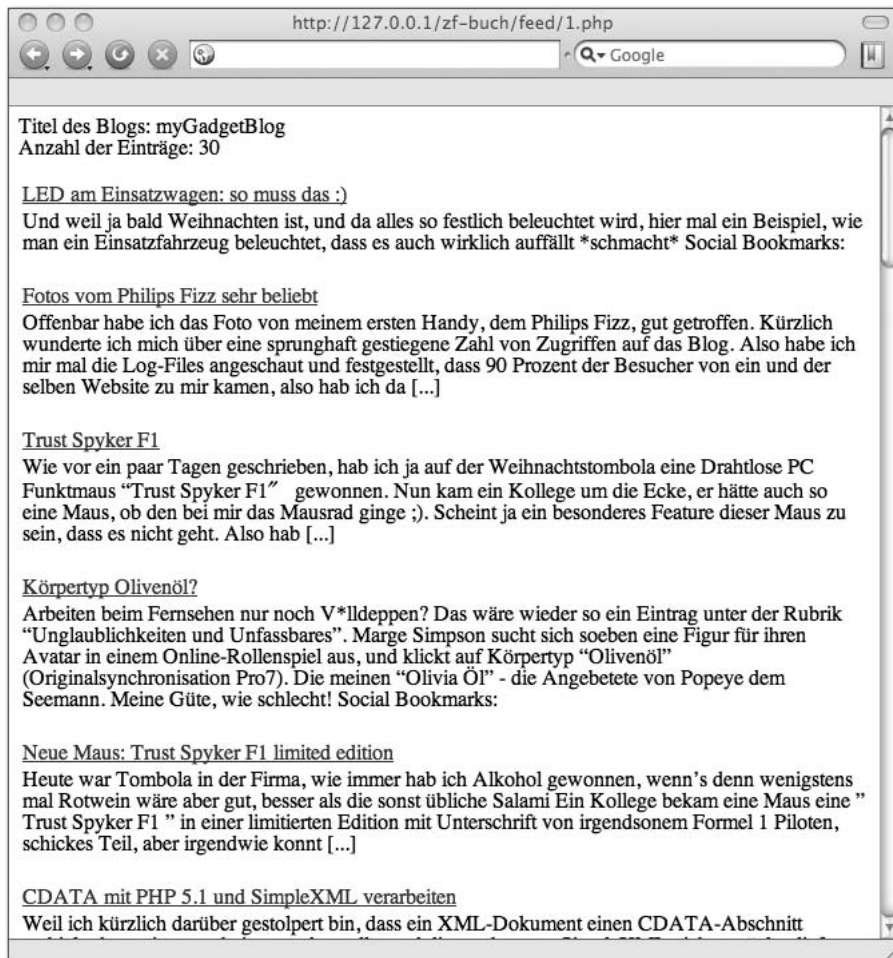 http://127.0.0.1/zf-buch/feed/1.php
Google
Titel des Blogs: myGadgetBlog
Anzahl der Einträge: 30
LED am Einsatzwagen: so muss das :)
Und weil ja bald Weihnachten ist, und da alles so festlich beleuchtet wird, hier mal ein Beispiel, wie
man ein Einsatzfahrzeug beleuchtet, dass es auch wirklich auffällt *schmacht* Social Bookmarks:
Fotos vom Philips Fizz sehr beliebt
Offenbar habe ich das Foto von meinem ersten Handy, dem Philips Fizz, gut getroffen. Kürzlich
wunderte ich mich über eine sprunghaft gestiegene Zahl von Zugriffen auf das Blog. Also habe ich
mir mal die Log-Files angeschaut und festgestellt, dass 90 Prozent der Besucher von ein und der
selben Website zu mir kamen, also hab ich da [...]
Trust Spyker F1
Wie vor ein paar Tagen geschrieben, hab ich ja auf der Weihnachtstombola eine Drahtlose PC
Funktmaus “Trust Spyker F1″ gewonnen. Nun kam ein Kollege um die Ecke, er hätte auch so
eine Maus, ob den bei mir das Mausrad ginge ;). Scheint ja ein besonderes Feature dieser Maus zu
sein, dass es nicht geht. Also hab [...]
Körpertyp Olivenöl?
Arbeiten beim Fernsehen nur noch V*lldeppen? Das wäre wieder so ein Eintrag unter der Rubrik
“Unglaublichkeiten und Unfassbares”. Marge Simpson sucht sich soeben eine Figur für ihren
Avatar in einem Online-Rollenspiel aus, und klickt auf Körpertyp “Olivenöl”
(Originalsynchronisation Pro7). Die meinen “Olivia Öl” - die Angebetete von Popeye dem
Seemann. Meine Güte, wie schlecht! Social Bookmarks:
Neue Maus: Trust Spyker F1 limited edition
Heute war Tombola in der Firma, wie immer hab ich Alkohol gewonnen, wenn’s denn wenigstens
mal Rotwein wäre aber gut, besser als die sonst übliche Salami Ein Kollege bekam eine Maus eine ”
Trust Spyker F1 ” in einer limitierten Edition mit Unterschrift von irgendsonem Formel 1 Piloten,
schickes Teil, aber irgendwie konnt [...]
CDATA mit PHP 5.1 und SimpleXML verarbeiten
Weil ich kürzlich darüber gestolpert bin, dass ein XML-Dokument einen CDATA-Abschnitt